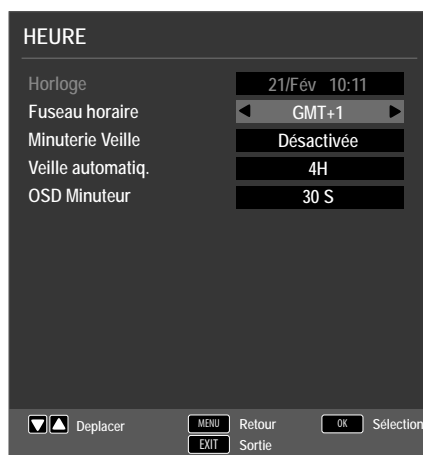 HEURE
Horloge 21/Fév 10:11
Fuseau horaire GMT+1
Minuterie Veille Désactivée
Veille automatiq. 4H
OSD Minuteur 30 S
Deplacer MENU Retour OK Sélection
EXIT Sortie